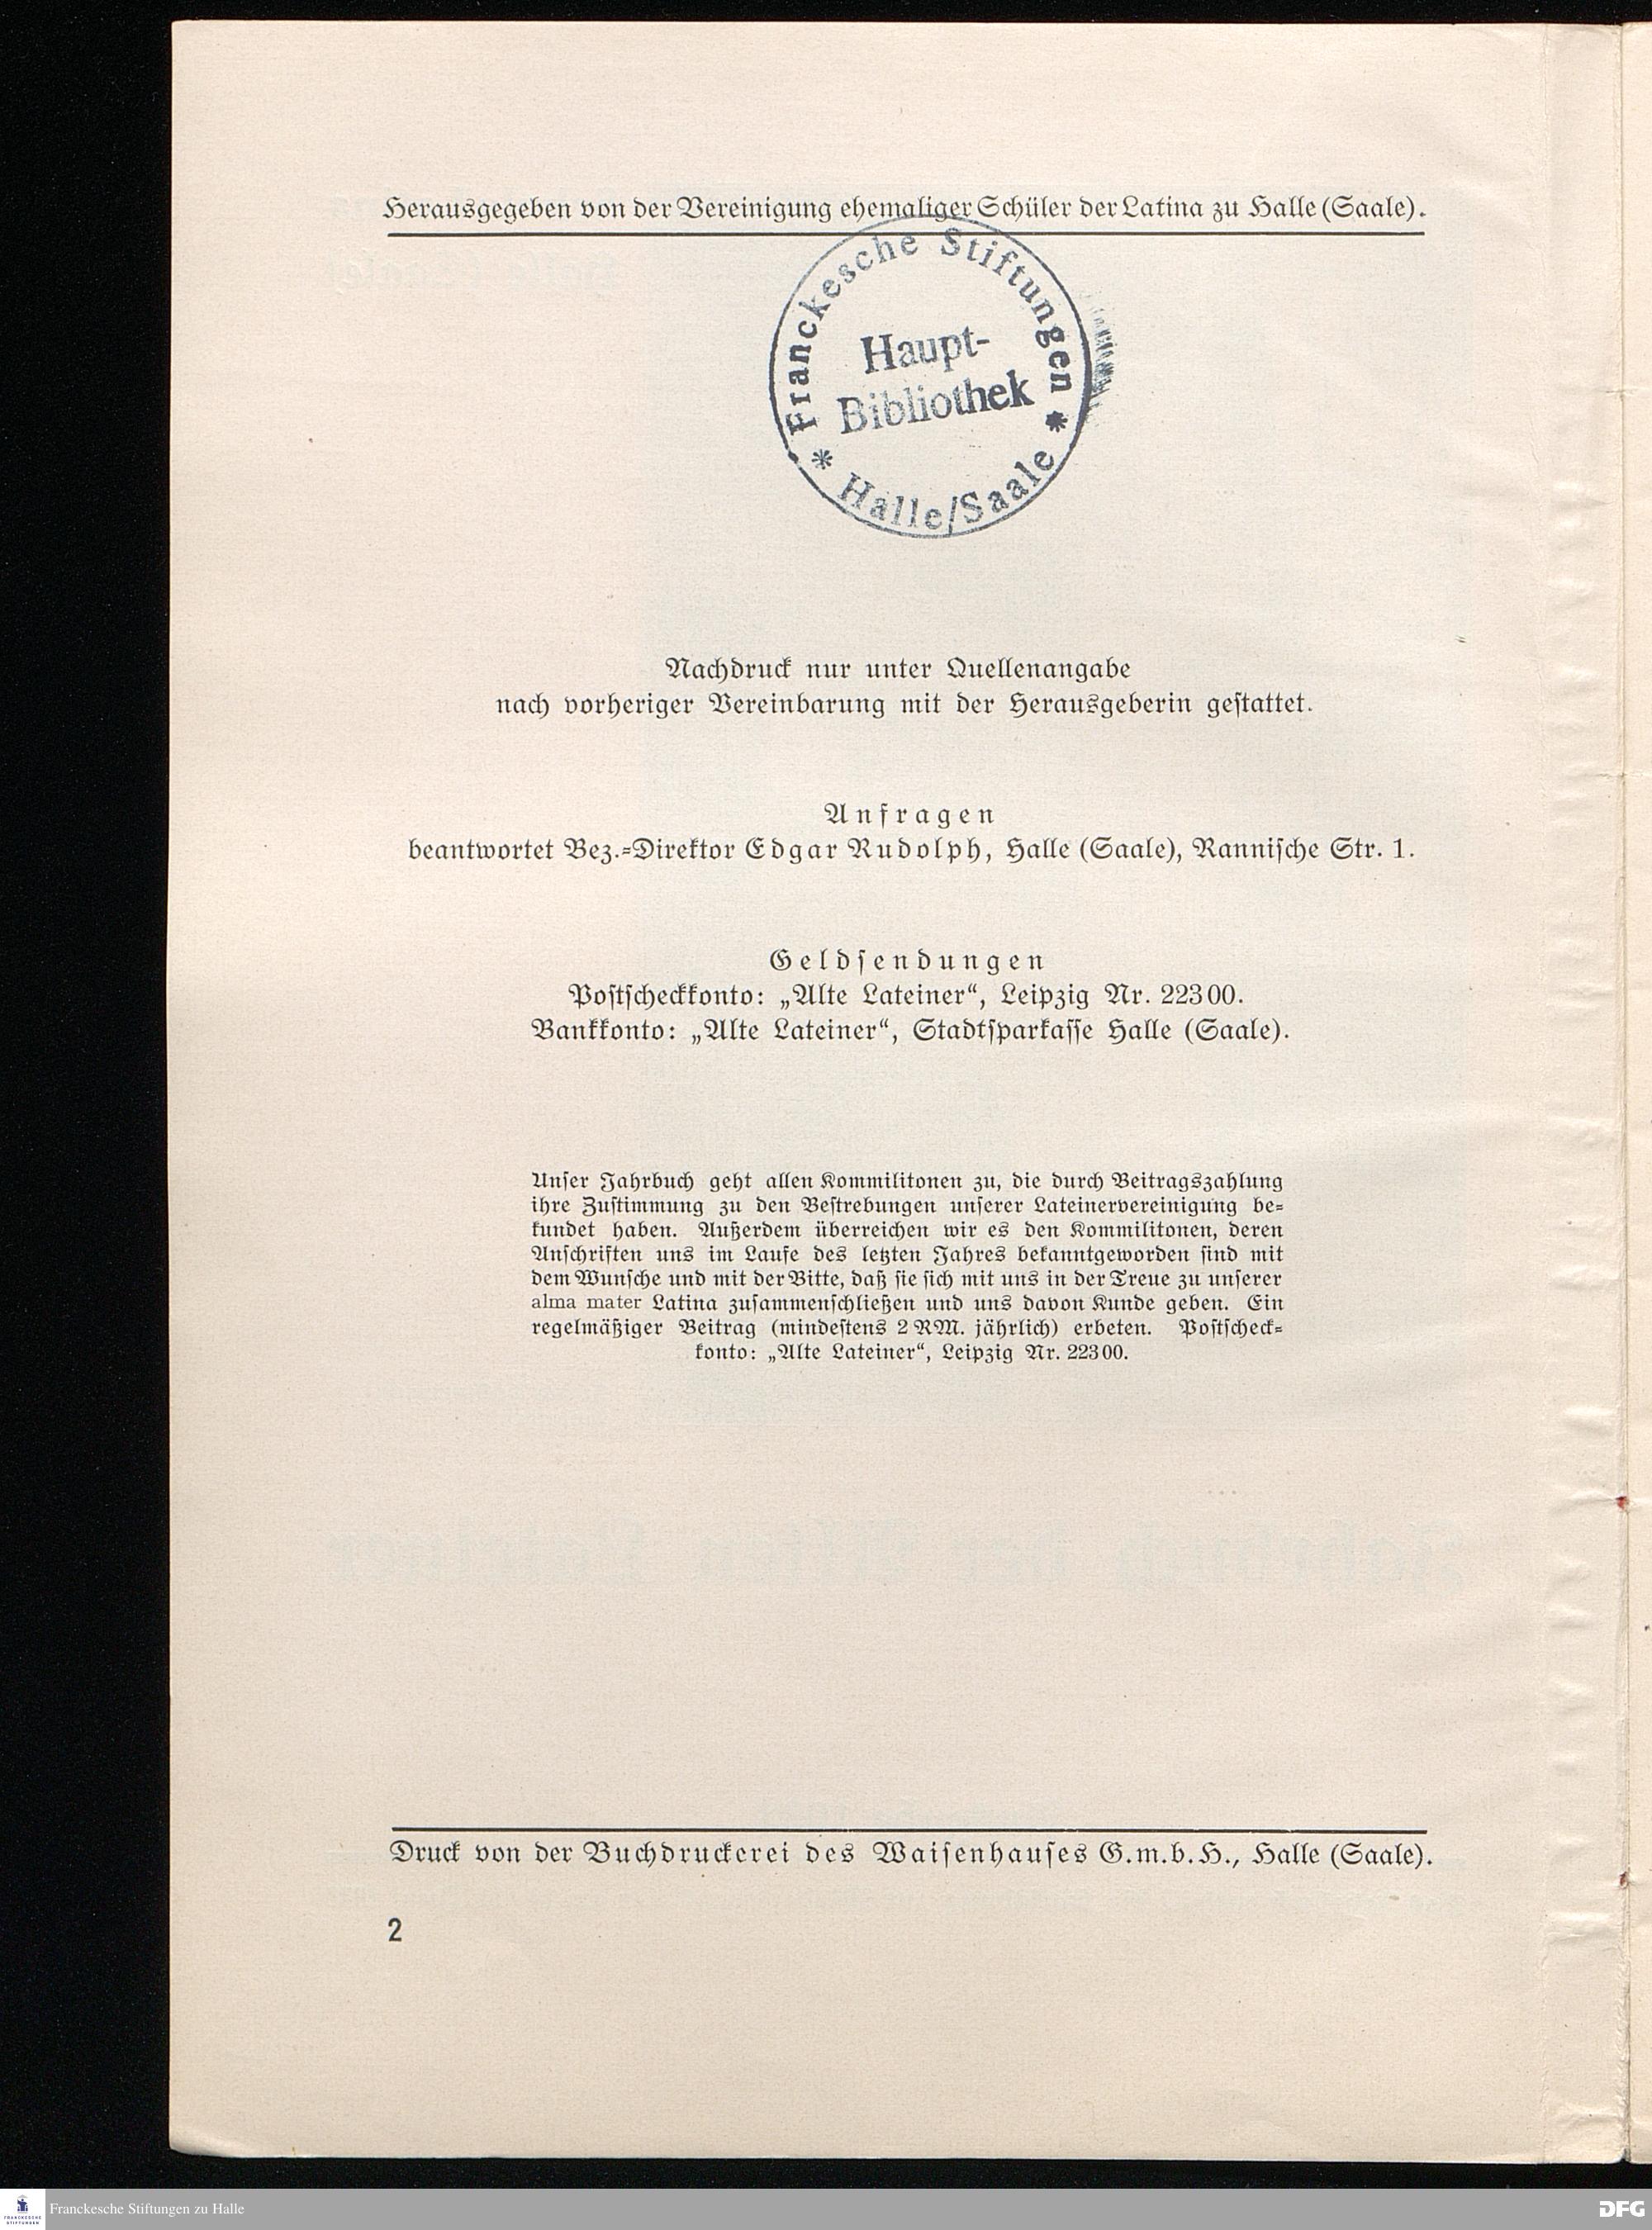 Herausgegeben von der Vereinigung ehemaliger Schüler der Latina zu Halle (Saale).
Franckesche Stiftungen
Haupt-
Bibliothek
* Halle/Saale *
Nachdruck nur unter Quellenangabe
nach vorheriger Vereinbarung mit der Herausgeberin gestattet.
Anfragen
beantwortet Bez.-Direktor Edgar Rudolph, Halle (Saale), Rannische Str. 1.
Geldsendungen
Postscheckkonto: „Alte Lateiner“, Leipzig Nr. 22300.
Bankkonto: „Alte Lateiner“, Stadtsparkasse Halle (Saale).
Unser Jahrbuch geht allen Kommilitonen zu, die durch Beitragszahlung
ihre Zustimmung zu den Bestrebungen unserer Lateinervereinigung be-
kundet haben. Außerdem überreichen wir es den Kommilitonen, deren
Anschriften uns im Laufe des letzten Jahres bekanntgeworden sind mit
dem Wunsche und mit der Bitte, daß sie sich mit uns in der Treue zu unserer
alma mater Latina zusammenschließen und uns davon Kunde geben. Ein
regelmäßiger Beitrag (mindestens 2 RM. jährlich) erbeten. Postscheck-
konto: „Alte Lateiner“, Leipzig Nr. 22300.
Druck von der Buchdruckerei des Waisenhauses G.m.b.H., Halle (Saale).
2
FRANCKESCHE
STIFTUNGEN
Franckesche Stiftungen zu Halle
DFG